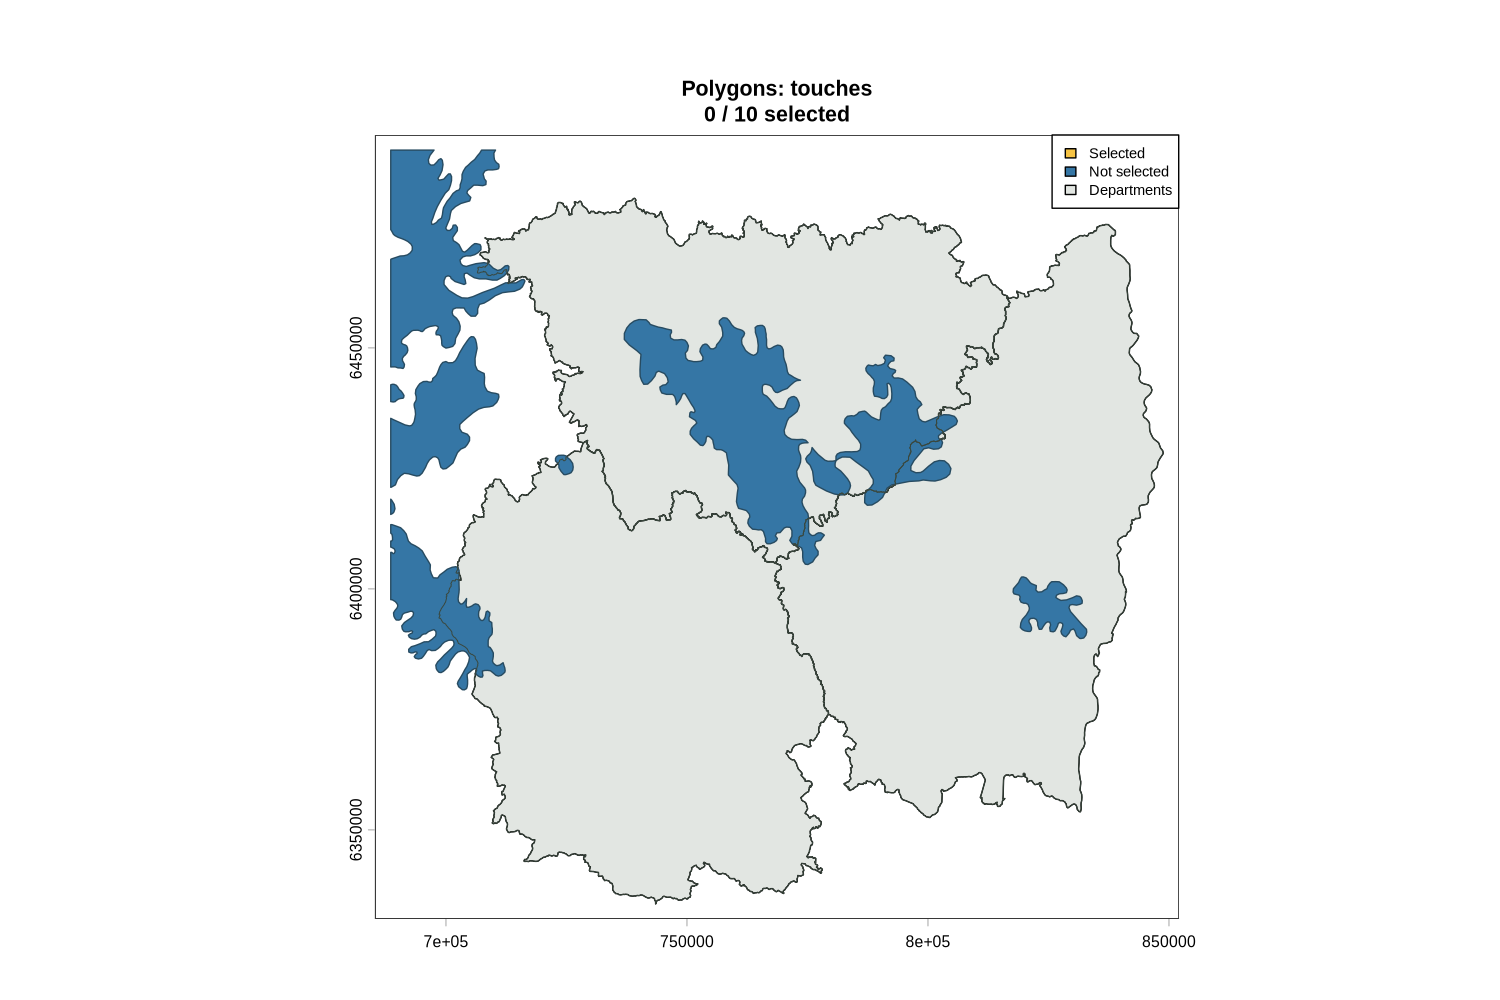 Polygons: touches
0 / 10 selected
Selected
Not selected
Departments
6450000
6400000
6350000
7e+05
750000
8e+05
850000